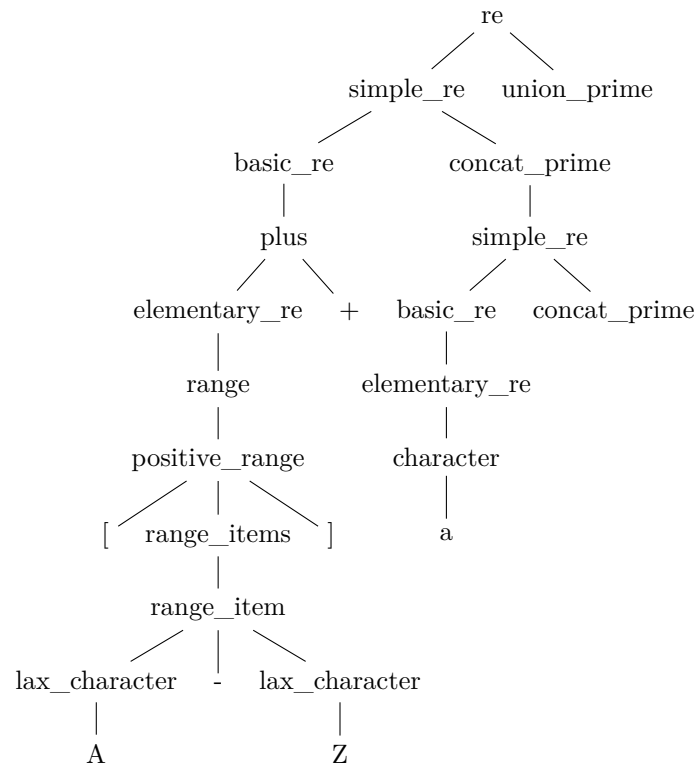 re
simple_re union_prime
basic_re concat_prime
plus simple_re
elementary_re + basic_re concat_prime
range elementary_re
positive_range character
[ range_items ] a
range_item
lax_character - lax_character
A Z